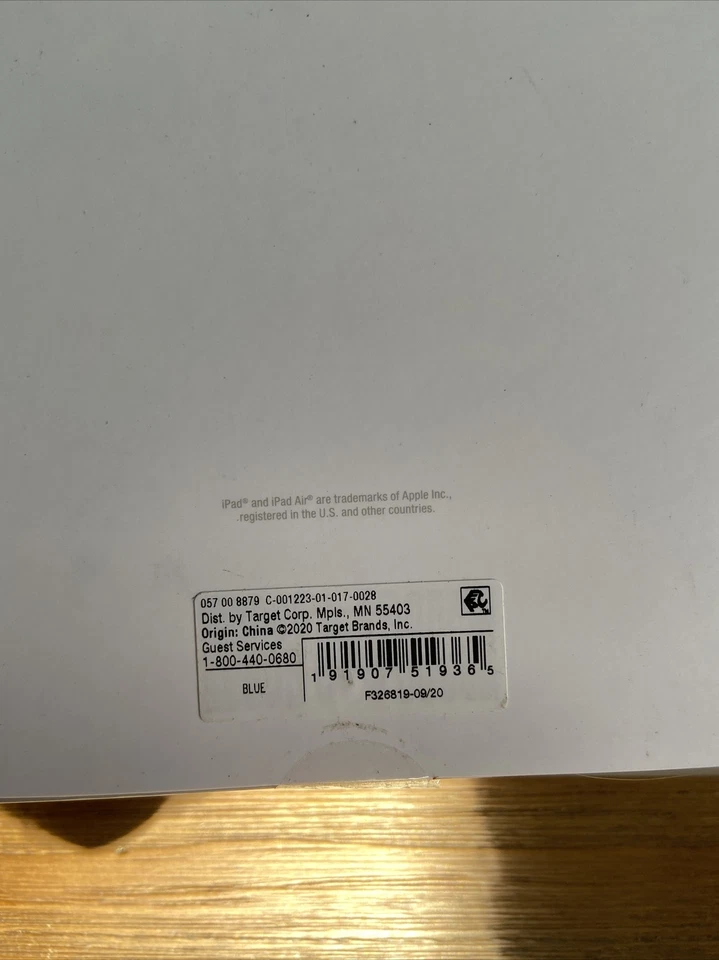 iPad® and iPad Air® are trademarks of Apple Inc.,
registered in the U.S. and other countries.
057 00 8879 C-001223-01-017-0028
Dist. by Target Corp. Mpls., MN 55403
Origin: China ©2020 Target Brands, Inc.
Guest Services
1-800-440-0680
BLUE
1 91907 51936 5
F326819-09/20